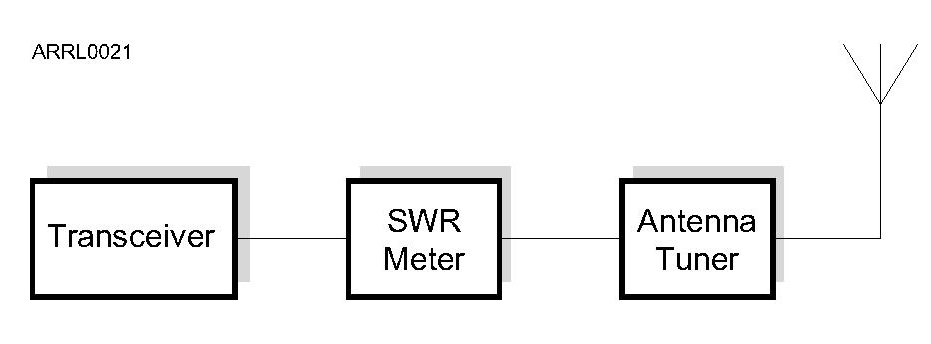 ARRL0021
Transceiver
SWR
Meter
Antenna
Tuner